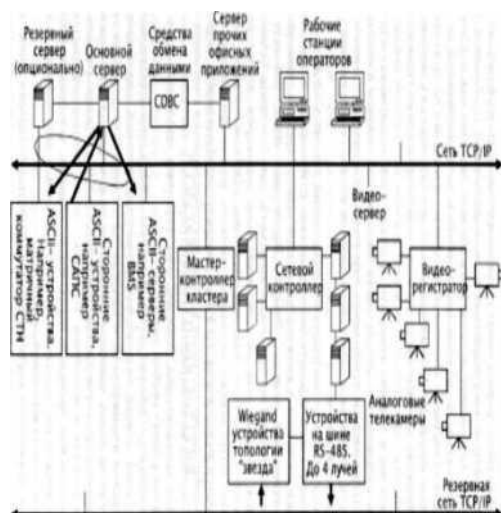 Резервный
сервер
(опционально)
Основной
сервер
Средства
обмена
данными
СDBC
Сервер
прочих
офисных
приложений
Рабочие
станции
операторов
Сеть TCP/IP
Видео-
сервер
ASCII-устройства.
Например,
матричный
коммутатор CTH
Сторонние
ASCII-устройства,
например
САПС
Сторонние
ASCII-серверы,
например
BMS
Мастер-
контроллер
кластера
Сетевой
контроллер
Видео-
регистратор
Аналоговые
телекамеры
Wiegand
устройства
топологии
"звезда"
Устройства
на шине
RS-485.
До 4 лучей
Резервная
сеть TCP/IP